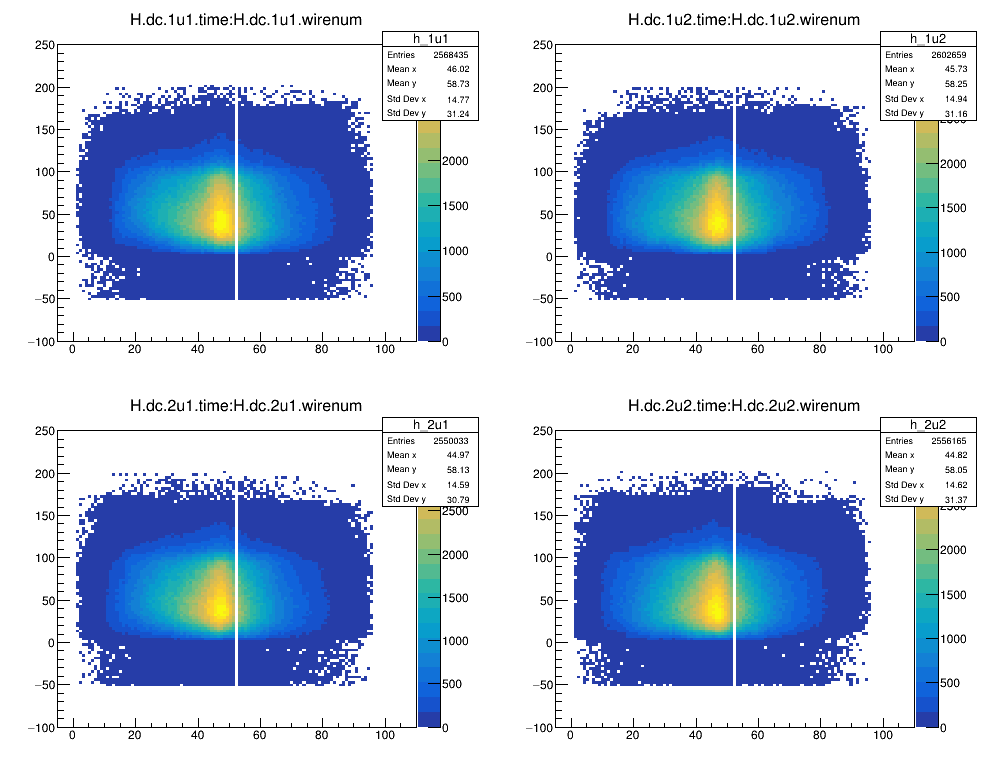 H.dc.1u1.time:H.dc.1u1.wirenum
h_1u1
Entries 2568435
Mean x 46.02
Mean y 58.73
Std Dev x 14.77
Std Dev y 31.24
250
200
150
100
50
0
−50
−100
0 20 40 60 80 100
2000
1500
1000
500
0
H.dc.1u2.time:H.dc.1u2.wirenum
h_1u2
Entries 2602659
Mean x 45.73
Mean y 58.25
Std Dev x 14.94
Std Dev y 31.16
250
200
150
100
50
0
−50
−100
0 20 40 60 80 100
2500
2000
1500
1000
500
0
H.dc.2u1.time:H.dc.2u1.wirenum
h_2u1
Entries 2550033
Mean x 44.97
Mean y 58.13
Std Dev x 14.59
Std Dev y 30.79
250
200
150
100
50
0
−50
−100
0 20 40 60 80 100
2500
2000
1500
1000
500
0
H.dc.2u2.time:H.dc.2u2.wirenum
h_2u2
Entries 2556165
Mean x 44.82
Mean y 58.05
Std Dev x 14.62
Std Dev y 31.37
250
200
150
100
50
0
−50
−100
0 20 40 60 80 100
2500
2000
1500
1000
500
0